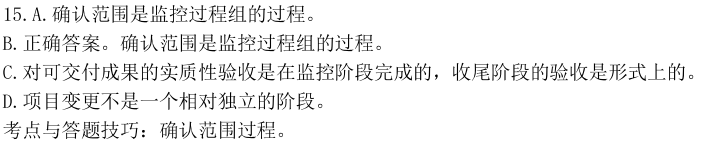 15.A.确认范围是监控过程组的过程。
B.正确答案。确认范围是监控过程组的过程。
C.对可交付成果的实质性验收是在监控阶段完成的，收尾阶段的验收是形式上的。
D.项目变更不是一个相对独立的阶段。
考点与答题技巧：确认范围过程。